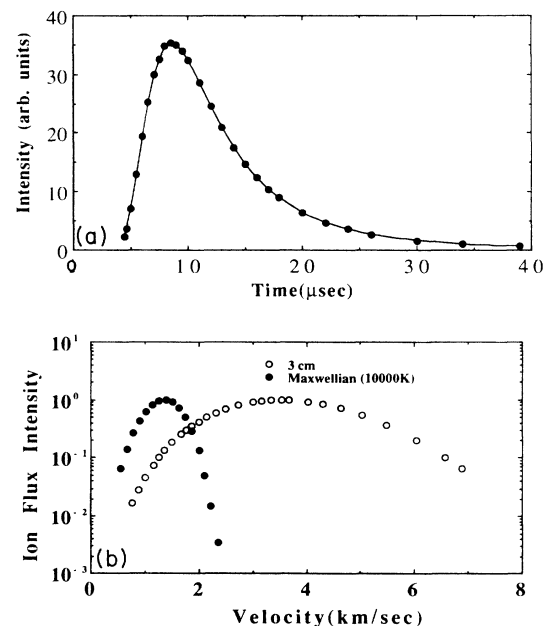 Intensity (arb. units)
40
30
20
10
0
(a)
0
10
20
30
40
Time(μsec)
Ion Flux Intensity
10¹
10⁰
10⁻¹
10⁻²
10⁻³
3 cm
Maxwellian (10000K)
(b)
0
2
4
6
8
Velocity(km/sec)